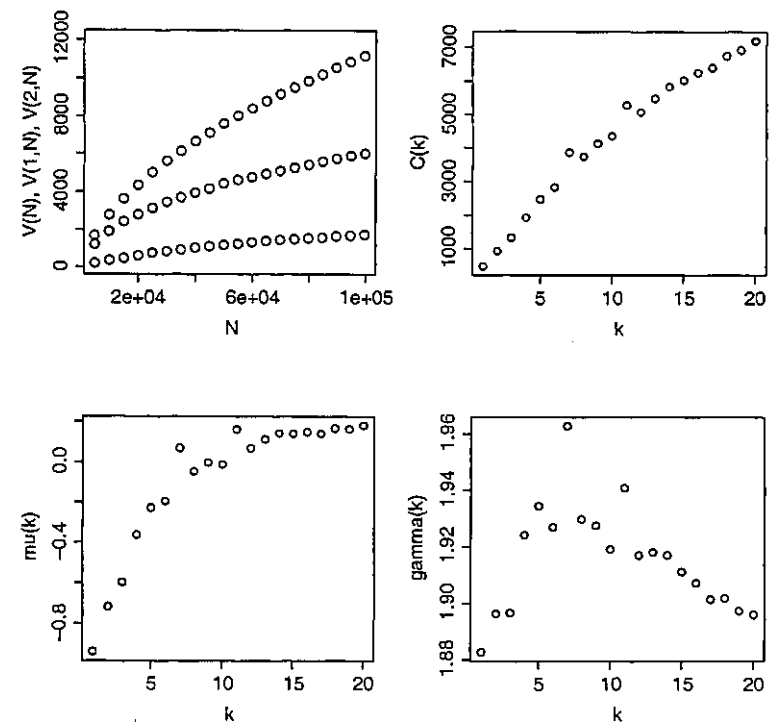 V(N), V(1,N), V(2,N)
0 4000 8000 12000
2e+04 6e+04 1e+05
N
C(k)
1000 3000 5000 7000
5 10 15 20
k
mu(k)
-0.8 -0.4 0.0
5 10 15 20
k
gamma(k)
1.88 1.90 1.92 1.94 1.96
5 10 15 20
k